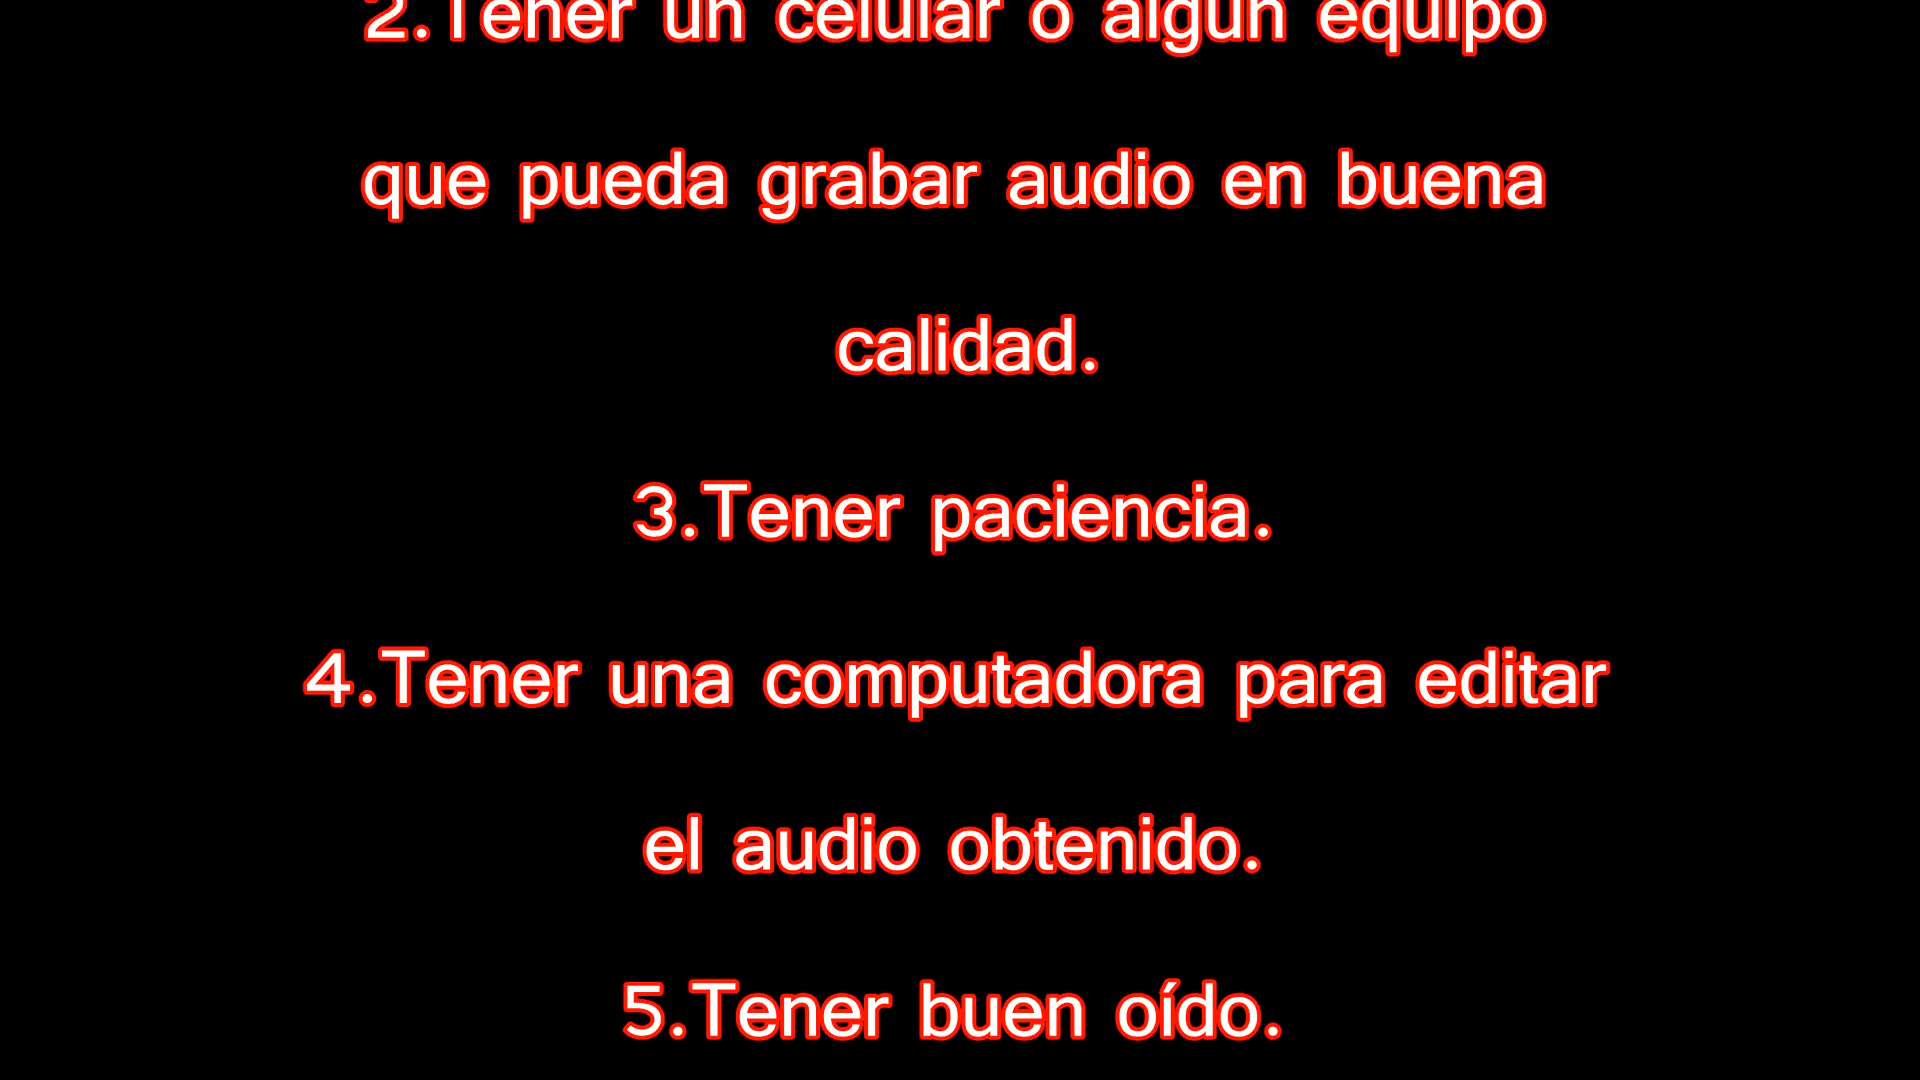 2.Tener un celular o algún equipo
que pueda grabar audio en buena
calidad.
3.Tener paciencia.
4.Tener una computadora para editar
el audio obtenido.
5.Tener buen oído.